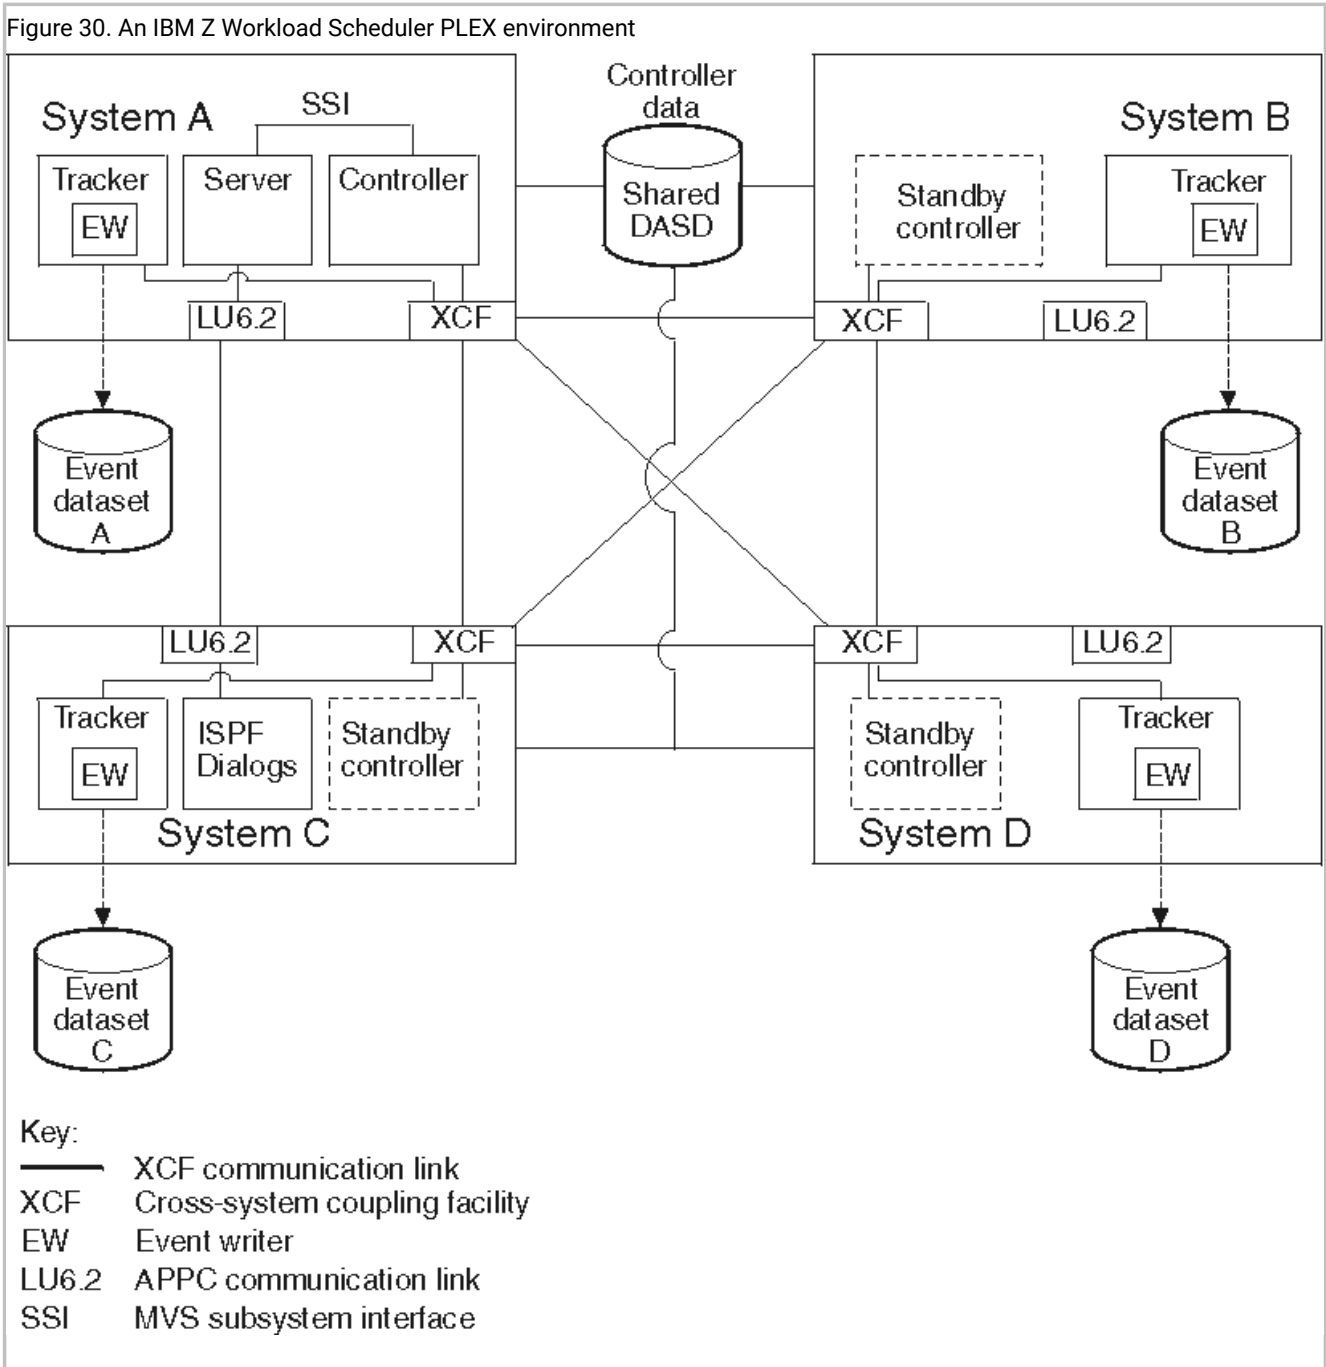 Figure 30. An IBM Z Workload Scheduler PLEX environment
System A
SSI
Tracker
EW
Server
Controller
LU6.2
XCF
Controller
data
Shared
DASD
System B
Standby
controller
Tracker
EW
XCF
LU6.2
Event
dataset
A
Event
dataset
B
LU6.2
XCF
Tracker
EW
ISPF
Dialogs
Standby
controller
System C
XCF
LU6.2
Standby
controller
Tracker
EW
System D
Event
dataset
C
Event
dataset
D
Key:
XCF communication link
XCF Cross-system coupling facility
EW Event writer
LU6.2 APPC communication link
SSI MVS subsystem interface